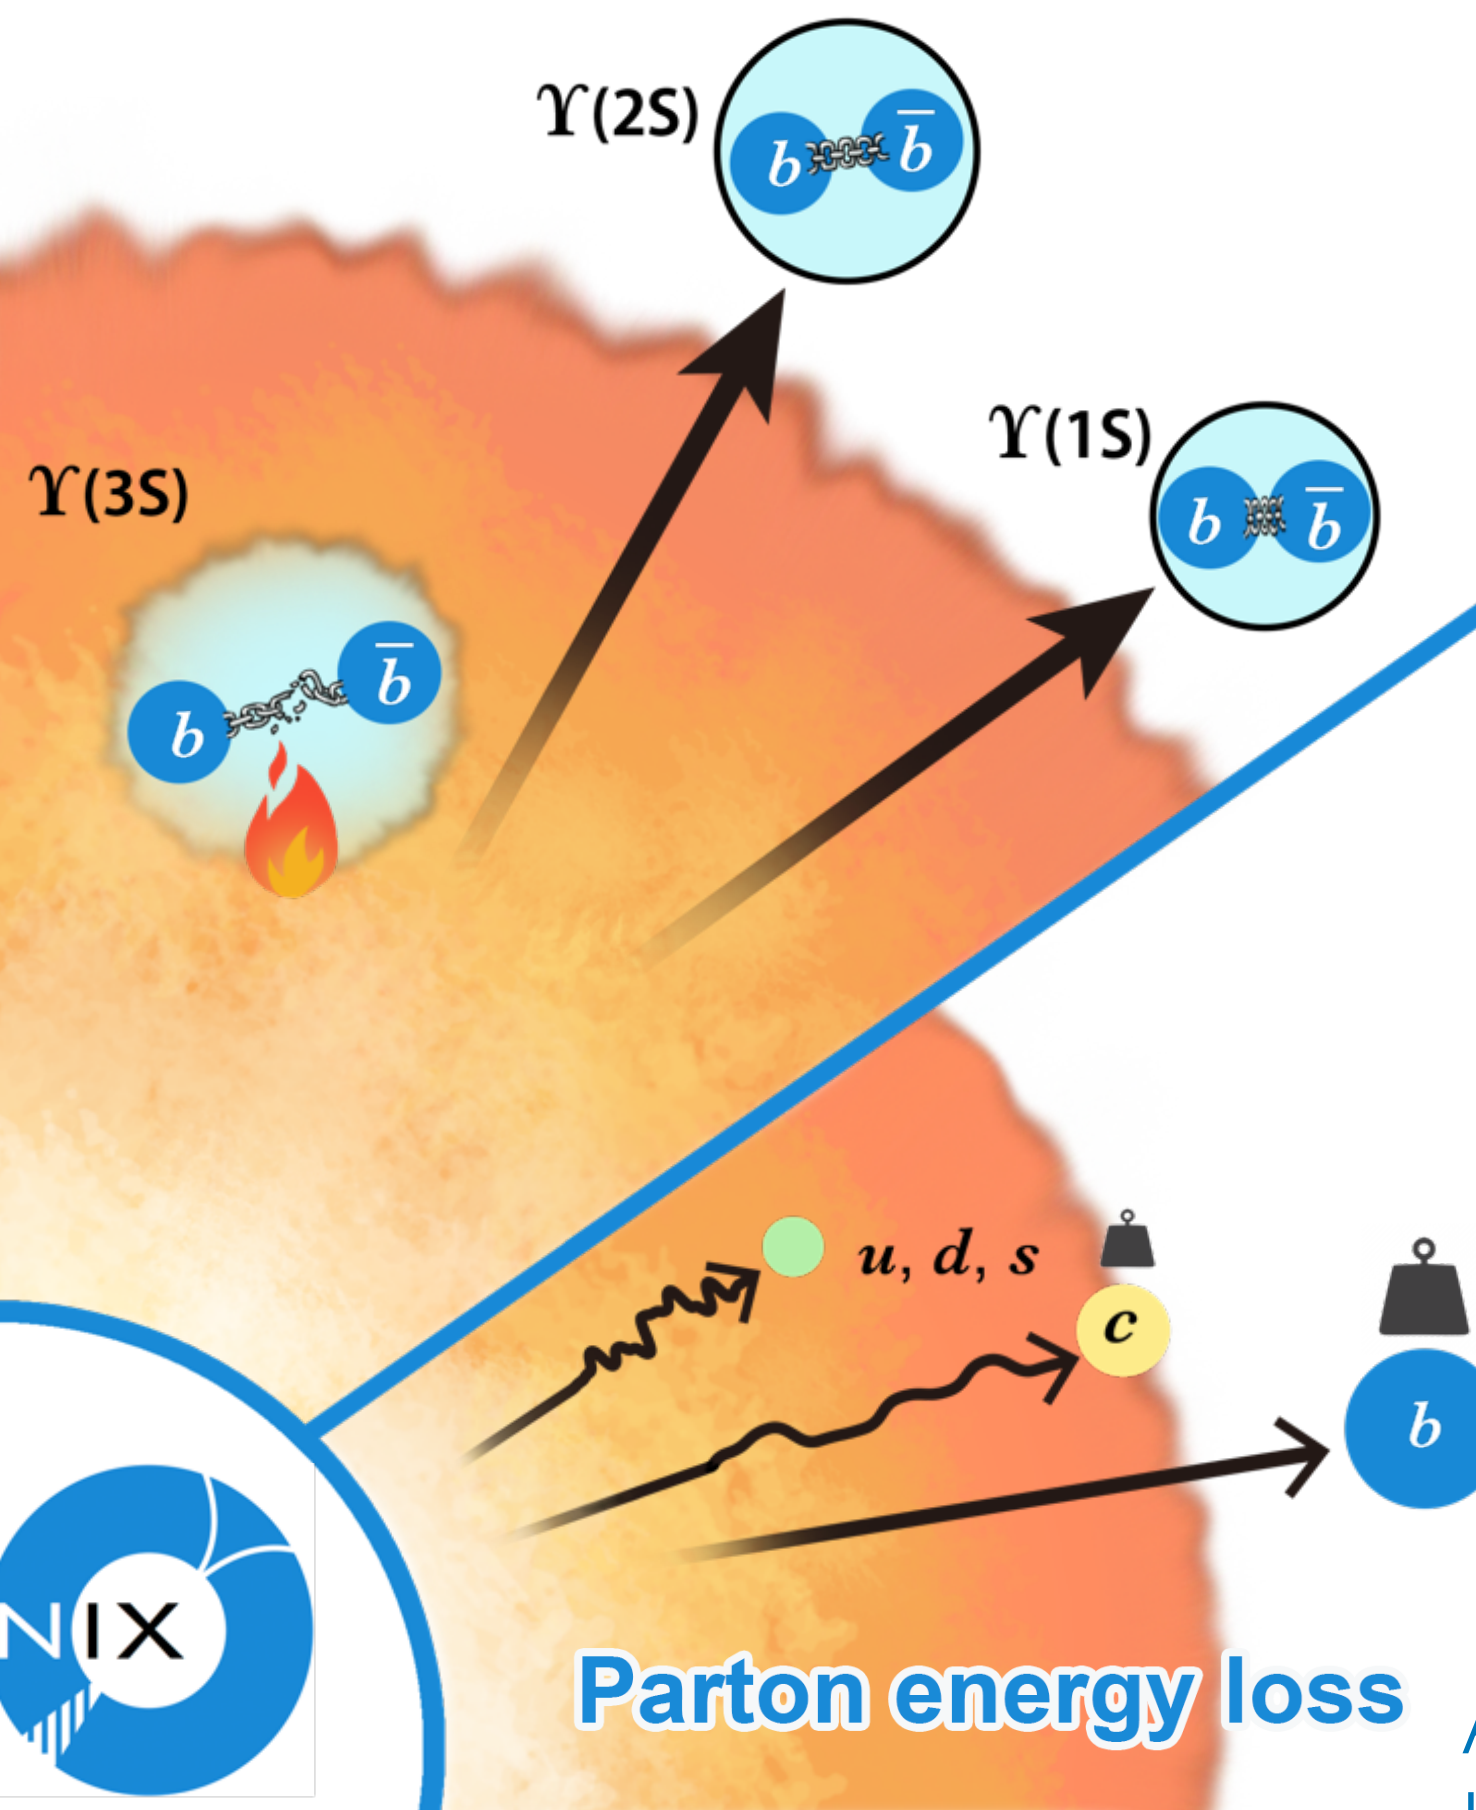 ϒ(2S)
b b̅
ϒ(1S)
b b̅
ϒ(3S)
b b̅
u, d, s
c
b
NIX
Parton energy loss